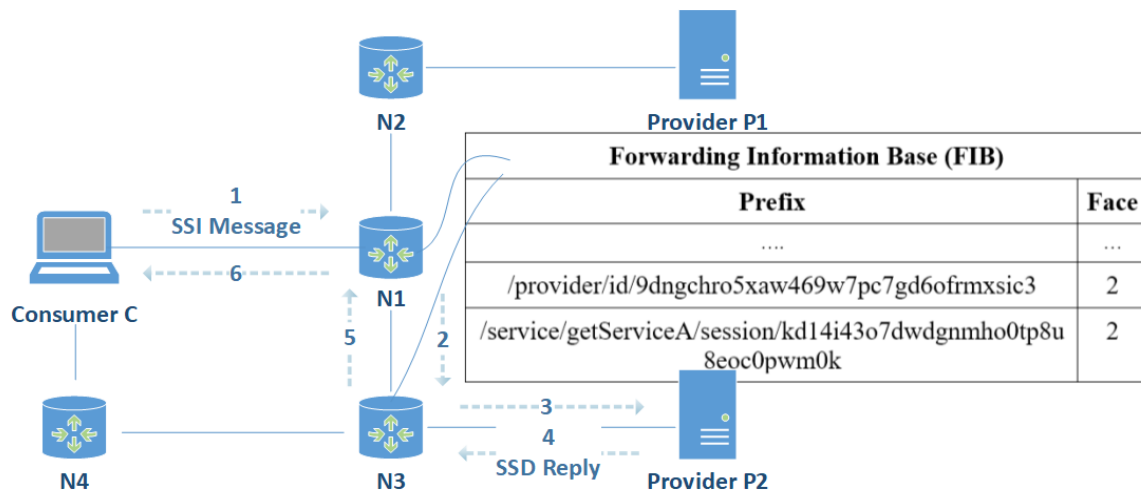 N2
Provider P1
Forwarding Information Base (FIB)
Prefix Face
.... ...
/provider/id/9dngchro5xaw469w7pc7gd6ofrmxsic3 2
/service/getServiceA/session/kd14i43o7dwdgnmho0tp8u 2
8eoc0pwm0k
1
SSI Message
6
N1
Consumer C
5
2
3
4
SSD Reply
N4
N3
Provider P2